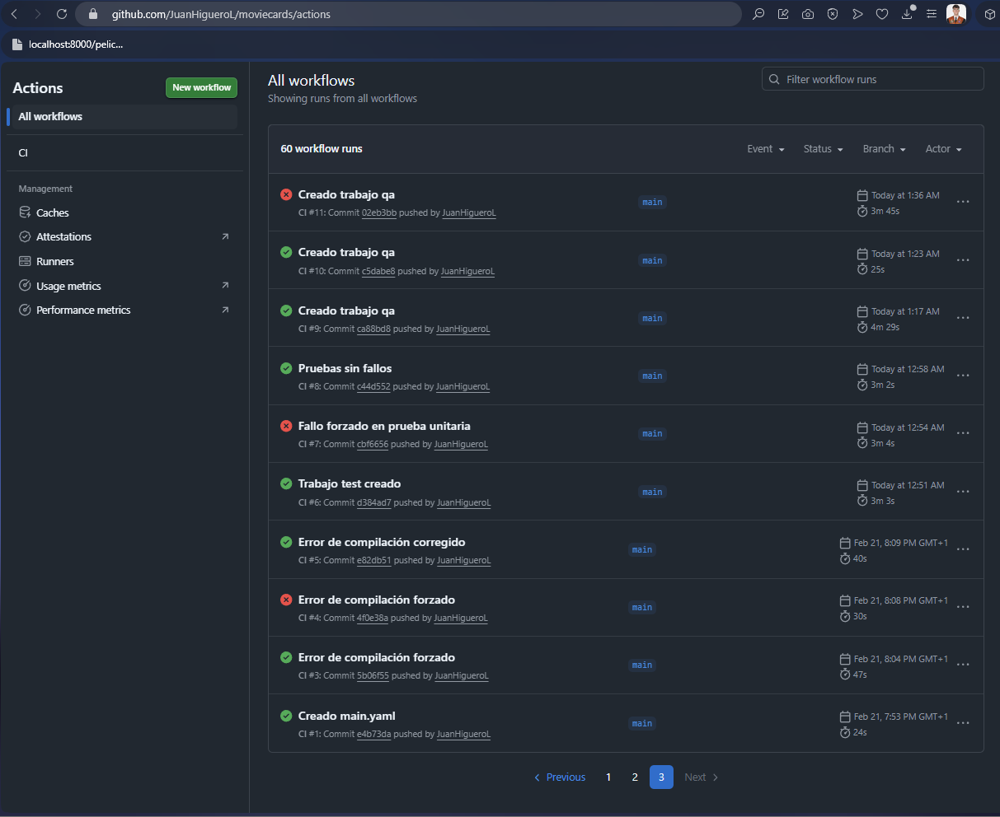 github.com/JuanHigueroL/moviecards/actions
localhost:8000/pelic...
Actions
New workflow
All workflows
CI
Management
Caches
Attestations
Runners
Usage metrics
Performance metrics
All workflows
Showing runs from all workflows
Filter workflow runs
60 workflow runs
Event
Status
Branch
Actor
Creado trabajo qa
CI #11: Commit 02eb3bb pushed by JuanHigueroL
main
Today at 1:36 AM
3m 45s
Creado trabajo qa
CI #10: Commit c5dabe8 pushed by JuanHigueroL
main
Today at 1:23 AM
25s
Creado trabajo qa
CI #9: Commit ca88bd8 pushed by JuanHigueroL
main
Today at 1:17 AM
4m 29s
Pruebas sin fallos
CI #8: Commit c44d552 pushed by JuanHigueroL
main
Today at 12:58 AM
3m 2s
Fallo forzado en prueba unitaria
CI #7: Commit cbf6656 pushed by JuanHigueroL
main
Today at 12:54 AM
3m 4s
Trabajo test creado
CI #6: Commit d384ad7 pushed by JuanHigueroL
main
Today at 12:51 AM
3m 3s
Error de compilación corregido
CI #5: Commit e82db51 pushed by JuanHigueroL
main
Feb 21, 8:09 PM GMT+1
40s
Error de compilación forzado
CI #4: Commit 4f0e38a pushed by JuanHigueroL
main
Feb 21, 8:08 PM GMT+1
30s
Error de compilación forzado
CI #3: Commit 5b06f55 pushed by JuanHigueroL
main
Feb 21, 8:04 PM GMT+1
47s
Creado main.yaml
CI #1: Commit e4b73da pushed by JuanHigueroL
main
Feb 21, 7:53 PM GMT+1
24s
Previous 1 2 3 Next